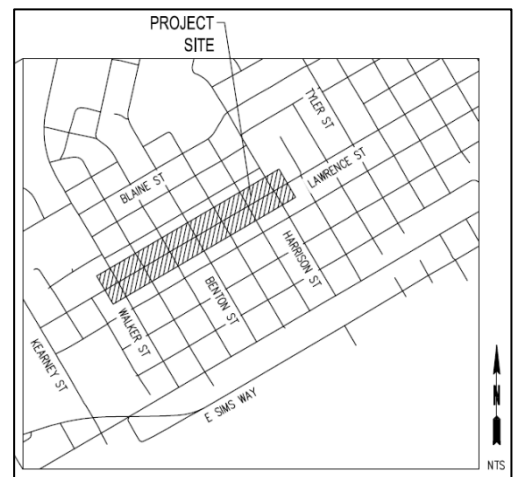 PROJECT
SITE
TYLER ST
LAWRENCE ST
BLAINE ST
HARRISON ST
BENTON ST
WALKER ST
KEARNEY ST
E SIMS WAY
N
NTS